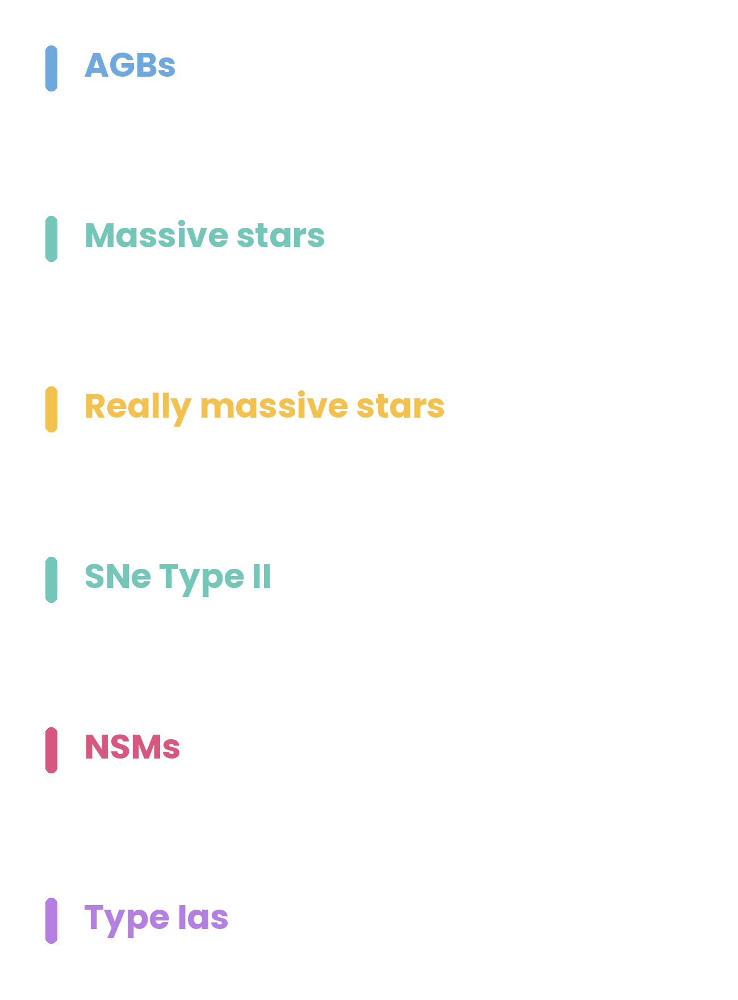 AGBs
Massive stars
Really massive stars
SNe Type II
NSMs
Type Ias